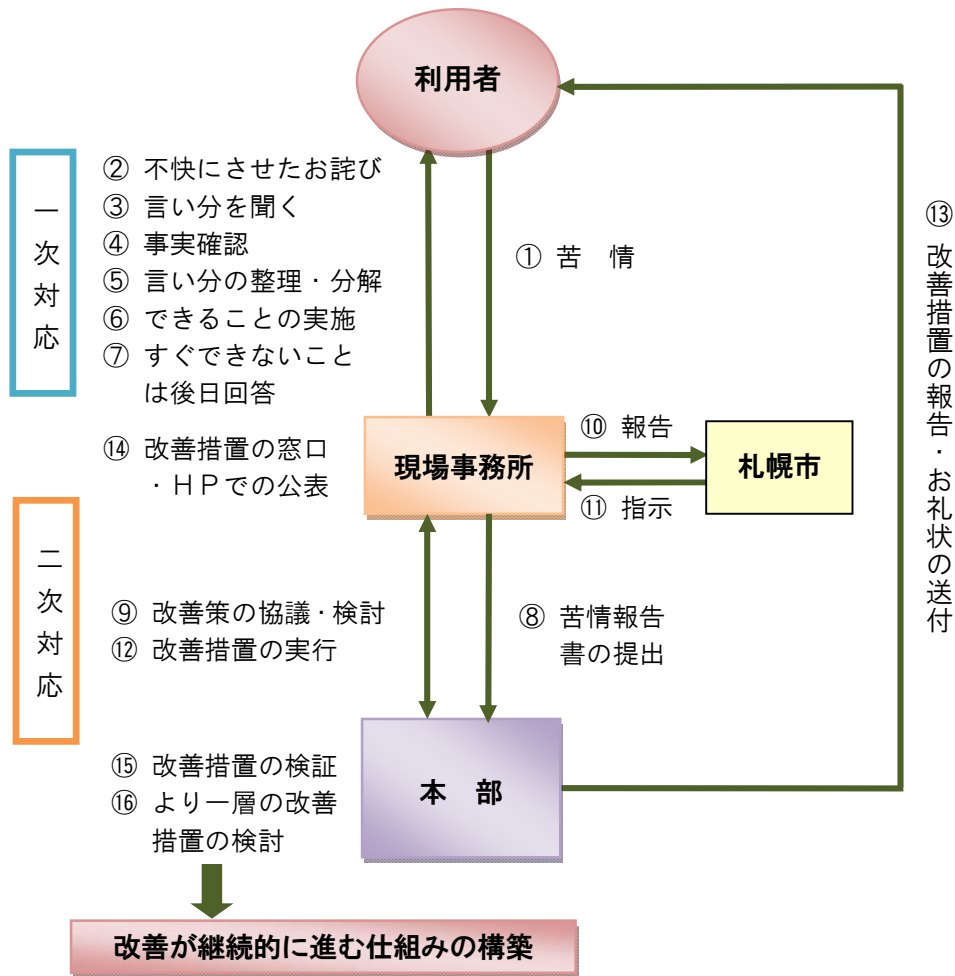 利用者
一次対応
② 不快にさせたお詫び
③ 言い分を聞く
④ 事実確認
⑤ 言い分の整理・分解
⑥ できることの実施
⑦ すぐできないこと
は後日回答
① 苦　情
⑬ 改善措置の報告・お礼状の送付
⑭ 改善措置の窓口
・ＨＰでの公表
現場事務所
⑩ 報告
⑪ 指示
札幌市
二次対応
⑨ 改善策の協議・検討
⑫ 改善措置の実行
⑧ 苦情報告
書の提出
⑮ 改善措置の検証
⑯ より一層の改善
措置の検討
本　部
改善が継続的に進む仕組みの構築